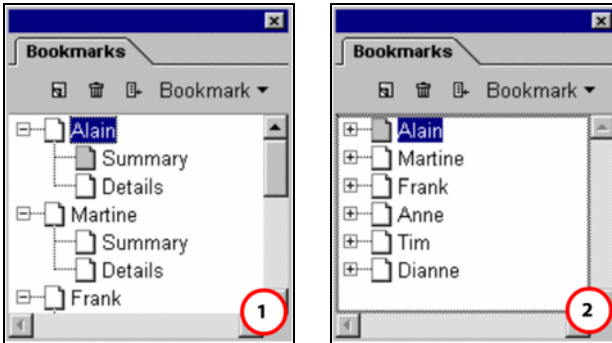 Bookmarks
Bookmark
Alain
Summary
Details
Martine
Summary
Details
Frank
1
Bookmarks
Bookmark
Alain
Martine
Frank
Anne
Tim
Dianne
2